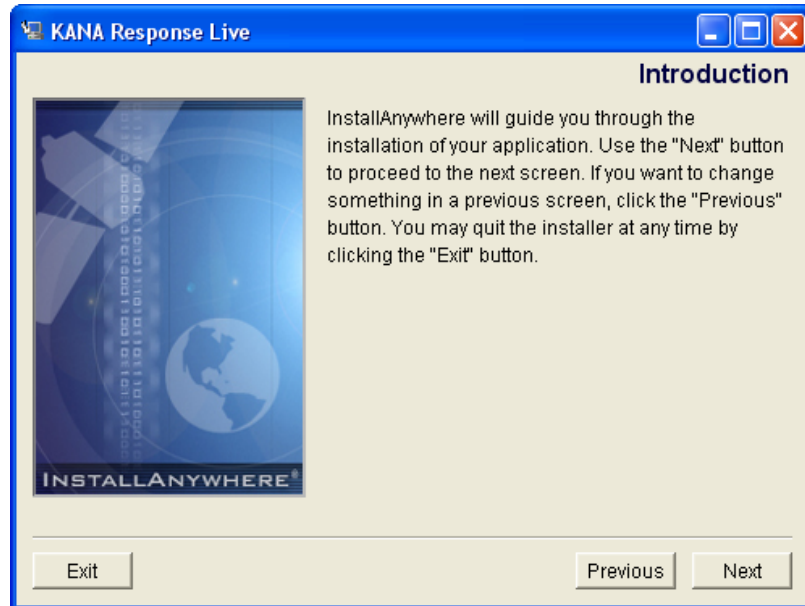 KANA Response Live
Introduction
InstallAnywhere will guide you through the
installation of your application. Use the "Next" button
to proceed to the next screen. If you want to change
something in a previous screen, click the "Previous"
button. You may quit the installer at any time by
clicking the "Exit" button.
INSTALLANYWHERE®
Exit
Previous
Next